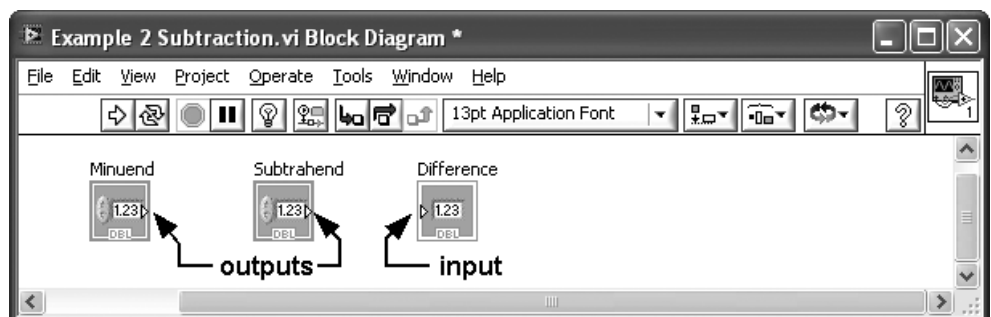 Example 2 Subtraction.vi Block Diagram *
File Edit View Project Operate Tools Window Help
13pt Application Font
1
Minuend Subtrahend Difference
1.23 1.23 1.23
DBL DBL DBL
outputs input